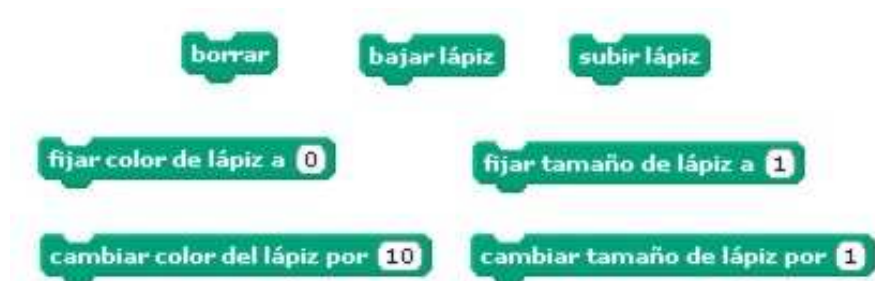 borrar bajar lápiz subir lápiz
fijar color de lápiz a 0 fijar tamaño de lápiz a 1
cambiar color del lápiz por 10 cambiar tamaño de lápiz por 1